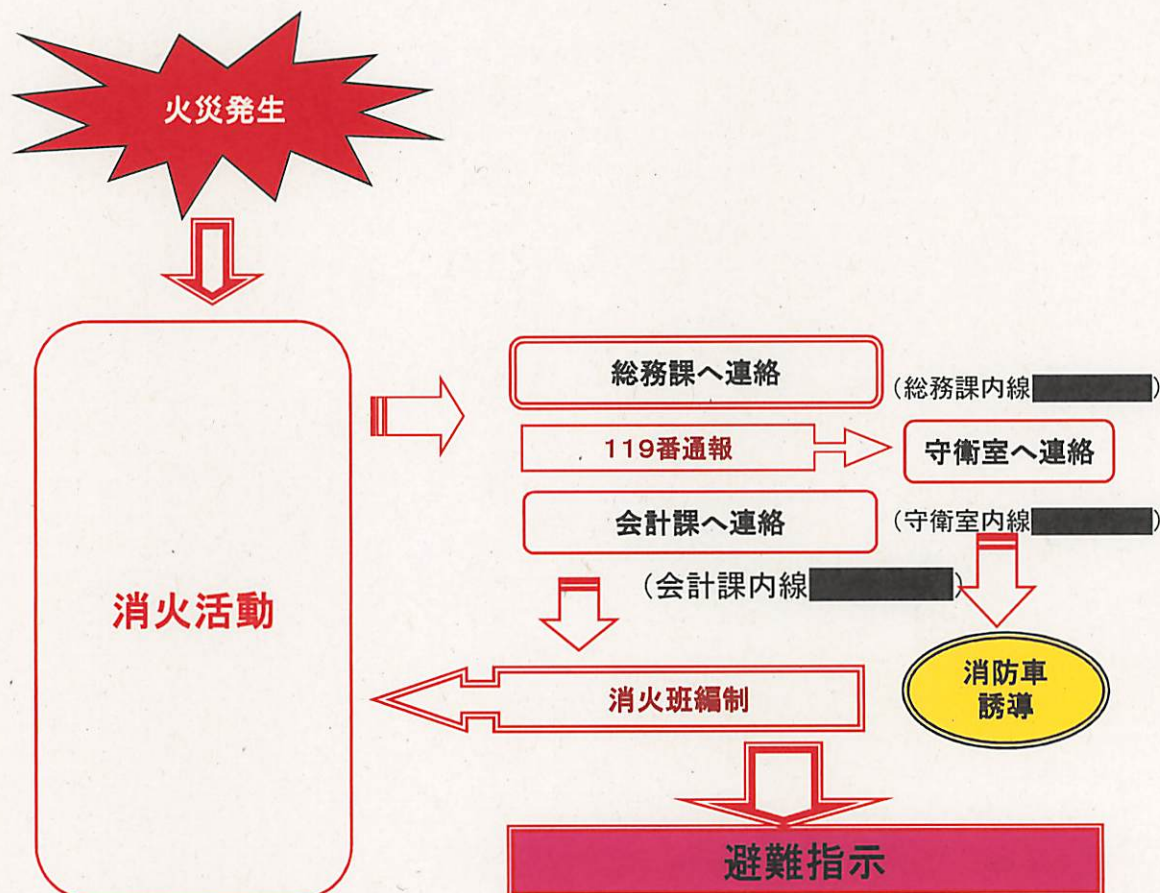 火災発生
総務課へ連絡
(総務課内線)
119番通報
守衛室へ連絡
会計課へ連絡
(守衛室内線)
(会計課内線)
消火活動
消火班編制
消防車
誘導
避難指示